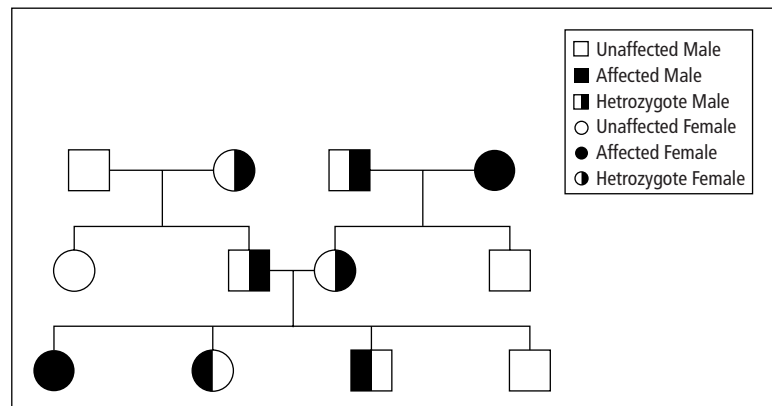 Unaffected Male
Affected Male
Hetrozygote Male
Unaffected Female
Affected Female
Hetrozygote Female